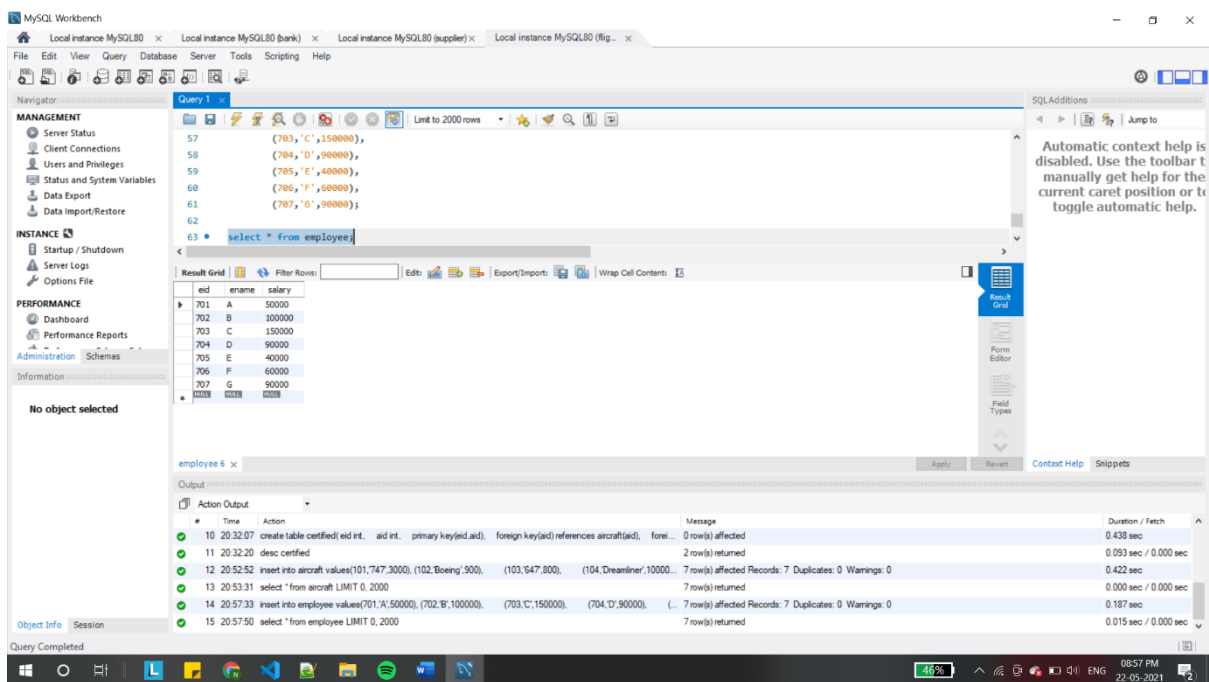 MySQL Workbench
Local instance MySQL80 × Local instance MySQL80 (bank) × Local instance MySQL80 (supplier) × Local instance MySQL80 (flig... ×
File Edit View Query Database Server Tools Scripting Help
Navigator
MANAGEMENT
Server Status
Client Connections
Users and Privileges
Status and System Variables
Data Export
Data Import/Restore
INSTANCE
Startup / Shutdown
Server Logs
Options File
PERFORMANCE
Dashboard
Performance Reports
Administration Schemas
Information
No object selected
Object Info Session
Query 1 ×
Limit to 2000 rows
57 (703,'C',150000),
58 (704,'D',90000),
59 (705,'E',40000),
60 (706,'F',60000),
61 (707,'G',90000);
62
63 select * from employee;
Result Grid Filter Rows: Edit: Export/Import: Wrap Cell Content:
eid ename salary
701 A 50000
702 B 100000
703 C 150000
704 D 90000
705 E 40000
706 F 60000
707 G 90000
NULL NULL NULL
Result
Grid
Form
Editor
Field
Types
employee 6 × Apply Revert
SQLAdditions
Jump to
Automatic context help is
disabled. Use the toolbar t
manually get help for the
current caret position or to
toggle automatic help.
Context Help Snippets
Output
Action Output
# Time Action Message Duration / Fetch
10 20:32:07 create table certified( eid int, aid int, primary key(eid,aid), foreign key(aid) references aircraft(aid), forei... 0 row(s) affected 0.438 sec
11 20:32:20 desc certified 2 row(s) returned 0.093 sec / 0.000 sec
12 20:52:52 insert into aircraft values(101,'747',3000), (102,'Boeing',900), (103,'647',800), (104,'Dreamliner',10000... 7 row(s) affected Records: 7 Duplicates: 0 Warnings: 0 0.422 sec
13 20:53:31 select * from aircraft LIMIT 0, 2000 7 row(s) returned 0.000 sec / 0.000 sec
14 20:57:33 insert into employee values(701,'A',50000), (702,'B',100000), (703,'C',150000), (704,'D',90000), (... 7 row(s) affected Records: 7 Duplicates: 0 Warnings: 0 0.187 sec
15 20:57:50 select * from employee LIMIT 0, 2000 7 row(s) returned 0.015 sec / 0.000 sec
Query Completed
46% ENG 08:57 PM
22-05-2021